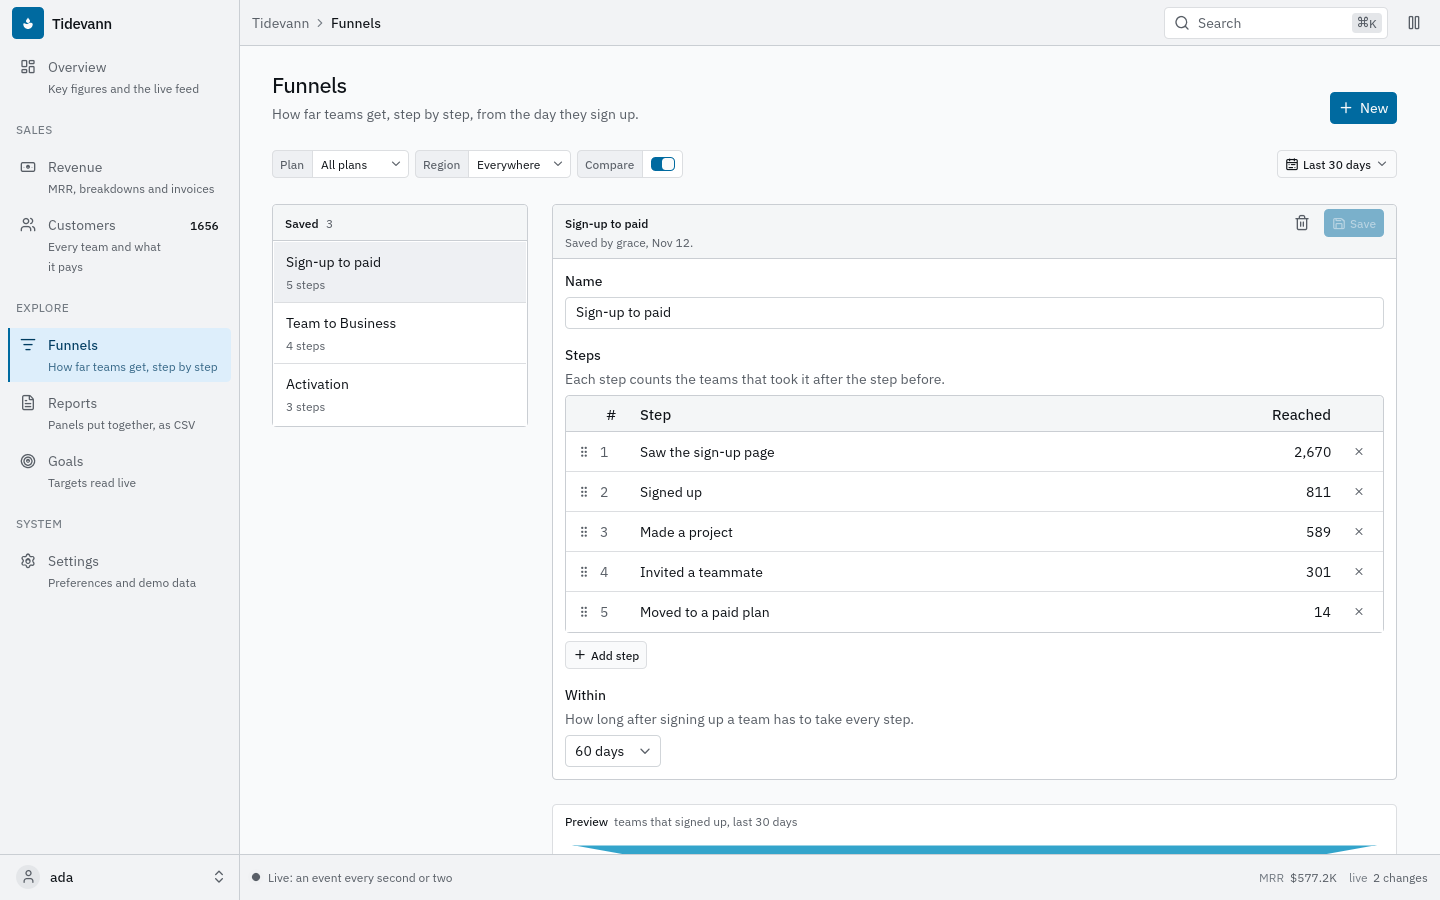 Tidevann
Overview
Key figures and the live feed
SALES
Revenue
MRR, breakdowns and invoices
Customers 1656
Every team and what
it pays
EXPLORE
Funnels
How far teams get, step by step
Reports
Panels put together, as CSV
Goals
Targets read live
SYSTEM
Settings
Preferences and demo data
ada
Tidevann Funnels
Search ⌘K
Funnels
How far teams get, step by step, from the day they sign up.
New
Plan All plans Region Everywhere Compare Last 30 days
Saved 3
Sign-up to paid
5 steps
Team to Business
4 steps
Activation
3 steps
Sign-up to paid
Saved by grace, Nov 12.
Save
Name
Sign-up to paid
Steps
Each step counts the teams that took it after the step before.
# Step Reached
1 Saw the sign-up page 2,670
2 Signed up 811
3 Made a project 589
4 Invited a teammate 301
5 Moved to a paid plan 14
Add step
Within
How long after signing up a team has to take every step.
60 days
Preview teams that signed up, last 30 days
Live: an event every second or two
MRR $577.2K live 2 changes